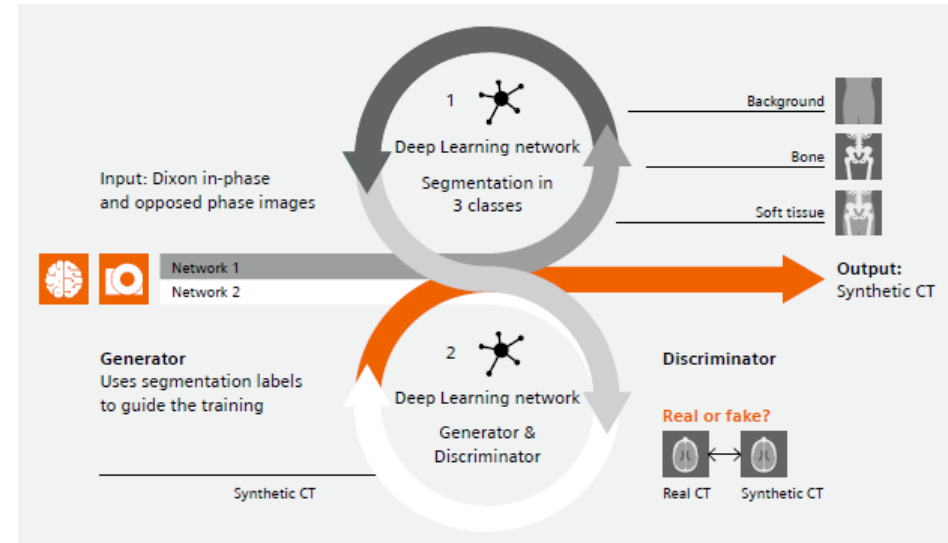 1
Deep Learning network
Segmentation in
3 classes
Background
Bone
Soft tissue
Input: Dixon in-phase
and opposed phase images
Network 1
Network 2
Output:
Synthetic CT
Generator
Uses segmentation labels
to guide the training
Synthetic CT
2
Deep Learning network
Generator &
Discriminator
Discriminator
Real or fake?
Real CT
Synthetic CT